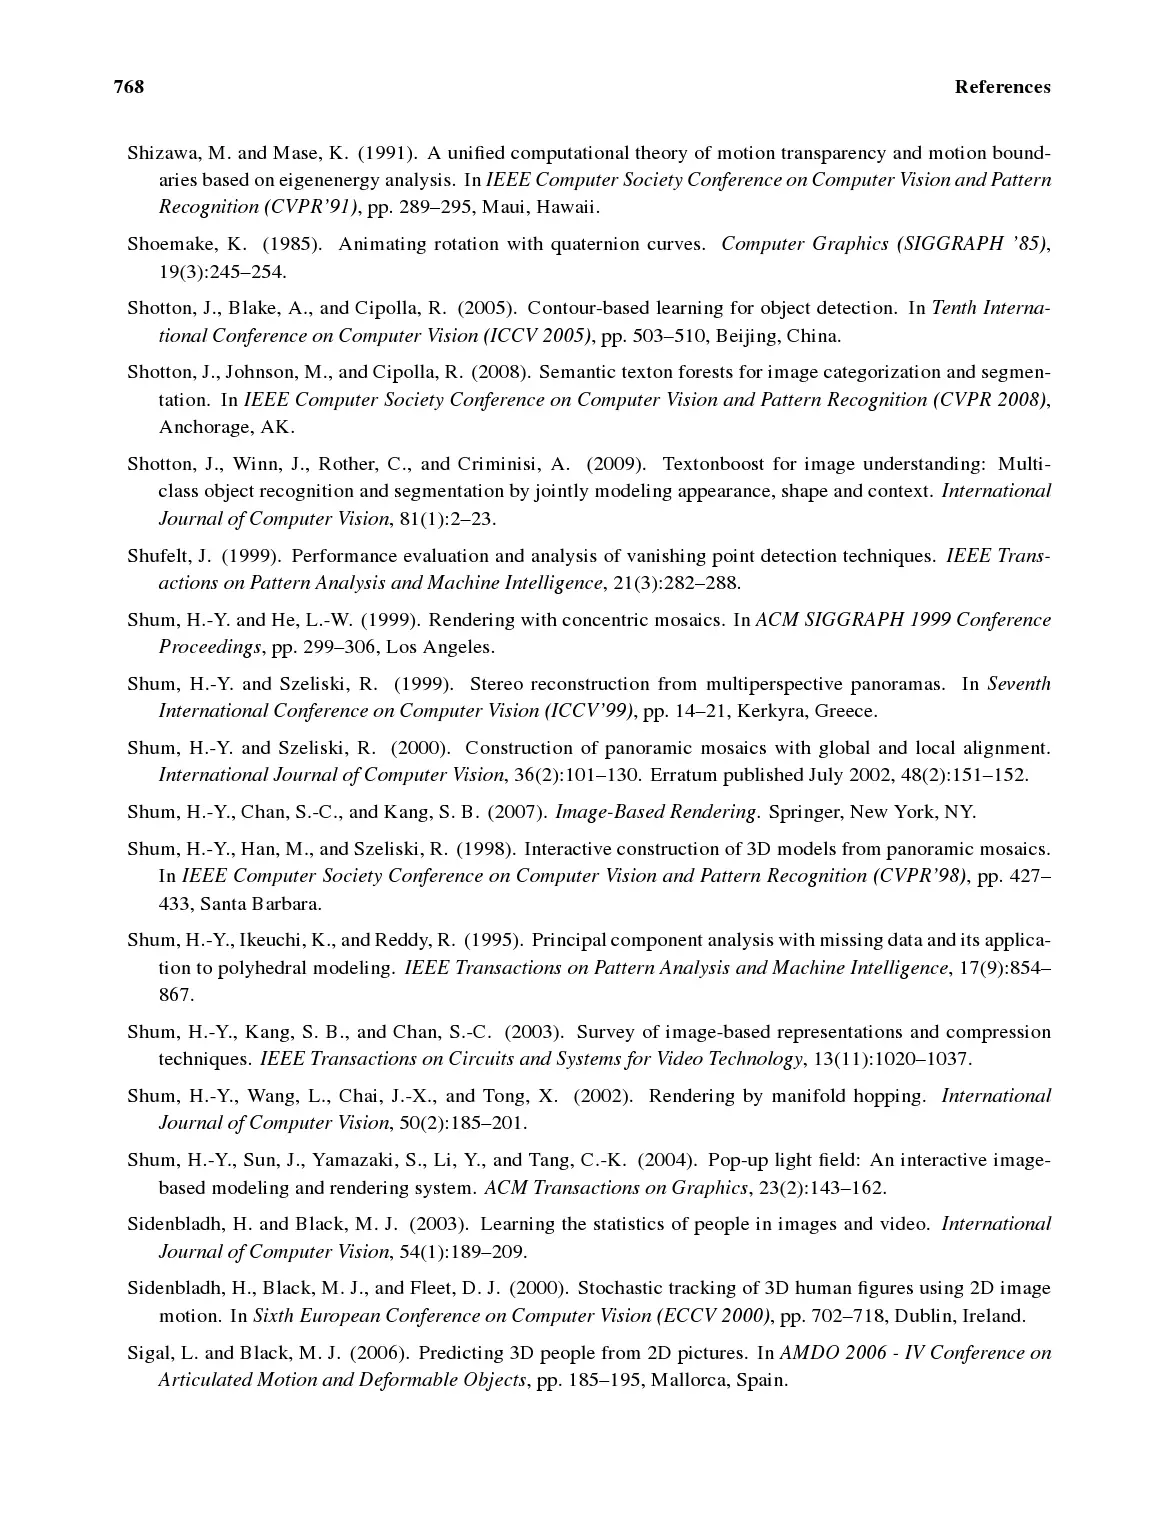 768 References
Shizawa, M. and Mase, K. (1991). A unified computational theory of motion transparency and motion bound-
aries based on eigenenergy analysis. In IEEE Computer Society Conference on Computer Vision and Pattern
Recognition (CVPR'91), pp. 289–295, Maui, Hawaii.
Shoemake, K. (1985). Animating rotation with quaternion curves. Computer Graphics (SIGGRAPH '85),
19(3):245–254.
Shotton, J., Blake, A., and Cipolla, R. (2005). Contour-based learning for object detection. In Tenth Interna-
tional Conference on Computer Vision (ICCV 2005), pp. 503–510, Beijing, China.
Shotton, J., Johnson, M., and Cipolla, R. (2008). Semantic texton forests for image categorization and segmen-
tation. In IEEE Computer Society Conference on Computer Vision and Pattern Recognition (CVPR 2008),
Anchorage, AK.
Shotton, J., Winn, J., Rother, C., and Criminisi, A. (2009). Textonboost for image understanding: Multi-
class object recognition and segmentation by jointly modeling appearance, shape and context. International
Journal of Computer Vision, 81(1):2–23.
Shufelt, J. (1999). Performance evaluation and analysis of vanishing point detection techniques. IEEE Trans-
actions on Pattern Analysis and Machine Intelligence, 21(3):282–288.
Shum, H.-Y. and He, L.-W. (1999). Rendering with concentric mosaics. In ACM SIGGRAPH 1999 Conference
Proceedings, pp. 299–306, Los Angeles.
Shum, H.-Y. and Szeliski, R. (1999). Stereo reconstruction from multiperspective panoramas. In Seventh
International Conference on Computer Vision (ICCV'99), pp. 14–21, Kerkyra, Greece.
Shum, H.-Y. and Szeliski, R. (2000). Construction of panoramic mosaics with global and local alignment.
International Journal of Computer Vision, 36(2):101–130. Erratum published July 2002, 48(2):151–152.
Shum, H.-Y., Chan, S.-C., and Kang, S. B. (2007). Image-Based Rendering. Springer, New York, NY.
Shum, H.-Y., Han, M., and Szeliski, R. (1998). Interactive construction of 3D models from panoramic mosaics.
In IEEE Computer Society Conference on Computer Vision and Pattern Recognition (CVPR'98), pp. 427–
433, Santa Barbara.
Shum, H.-Y., Ikeuchi, K., and Reddy, R. (1995). Principal component analysis with missing data and its applica-
tion to polyhedral modeling. IEEE Transactions on Pattern Analysis and Machine Intelligence, 17(9):854–
867.
Shum, H.-Y., Kang, S. B., and Chan, S.-C. (2003). Survey of image-based representations and compression
techniques. IEEE Transactions on Circuits and Systems for Video Technology, 13(11):1020–1037.
Shum, H.-Y., Wang, L., Chai, J.-X., and Tong, X. (2002). Rendering by manifold hopping. International
Journal of Computer Vision, 50(2):185–201.
Shum, H.-Y., Sun, J., Yamazaki, S., Li, Y., and Tang, C.-K. (2004). Pop-up light field: An interactive image-
based modeling and rendering system. ACM Transactions on Graphics, 23(2):143–162.
Sidenbladh, H. and Black, M. J. (2003). Learning the statistics of people in images and video. International
Journal of Computer Vision, 54(1):189–209.
Sidenbladh, H., Black, M. J., and Fleet, D. J. (2000). Stochastic tracking of 3D human figures using 2D image
motion. In Sixth European Conference on Computer Vision (ECCV 2000), pp. 702–718, Dublin, Ireland.
Sigal, L. and Black, M. J. (2006). Predicting 3D people from 2D pictures. In AMDO 2006 - IV Conference on
Articulated Motion and Deformable Objects, pp. 185–195, Mallorca, Spain.